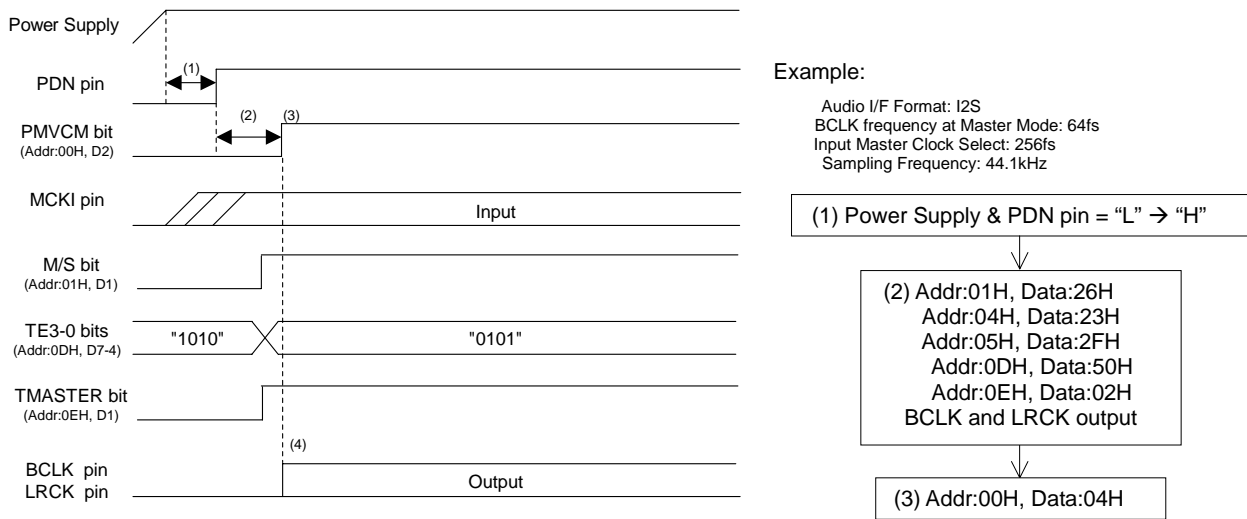 Power Supply
(1)
PDN pin
(2)
(3)
PMVCM bit
(Addr:00H, D2)
MCKI pin
Input
M/S bit
(Addr:01H, D1)
TE3-0 bits
(Addr:0DH, D7-4)
"1010"
"0101"
TMASTER bit
(Addr:0EH, D1)
(4)
BCLK pin
LRCK pin
Output
Example:
Audio I/F Format: I2S
BCLK frequency at Master Mode: 64fs
Input Master Clock Select: 256fs
Sampling Frequency: 44.1kHz
(1) Power Supply & PDN pin = “L” → “H”
(2) Addr:01H, Data:26H
Addr:04H, Data:23H
Addr:05H, Data:2FH
Addr:0DH, Data:50H
Addr:0EH, Data:02H
BCLK and LRCK output
(3) Addr:00H, Data:04H